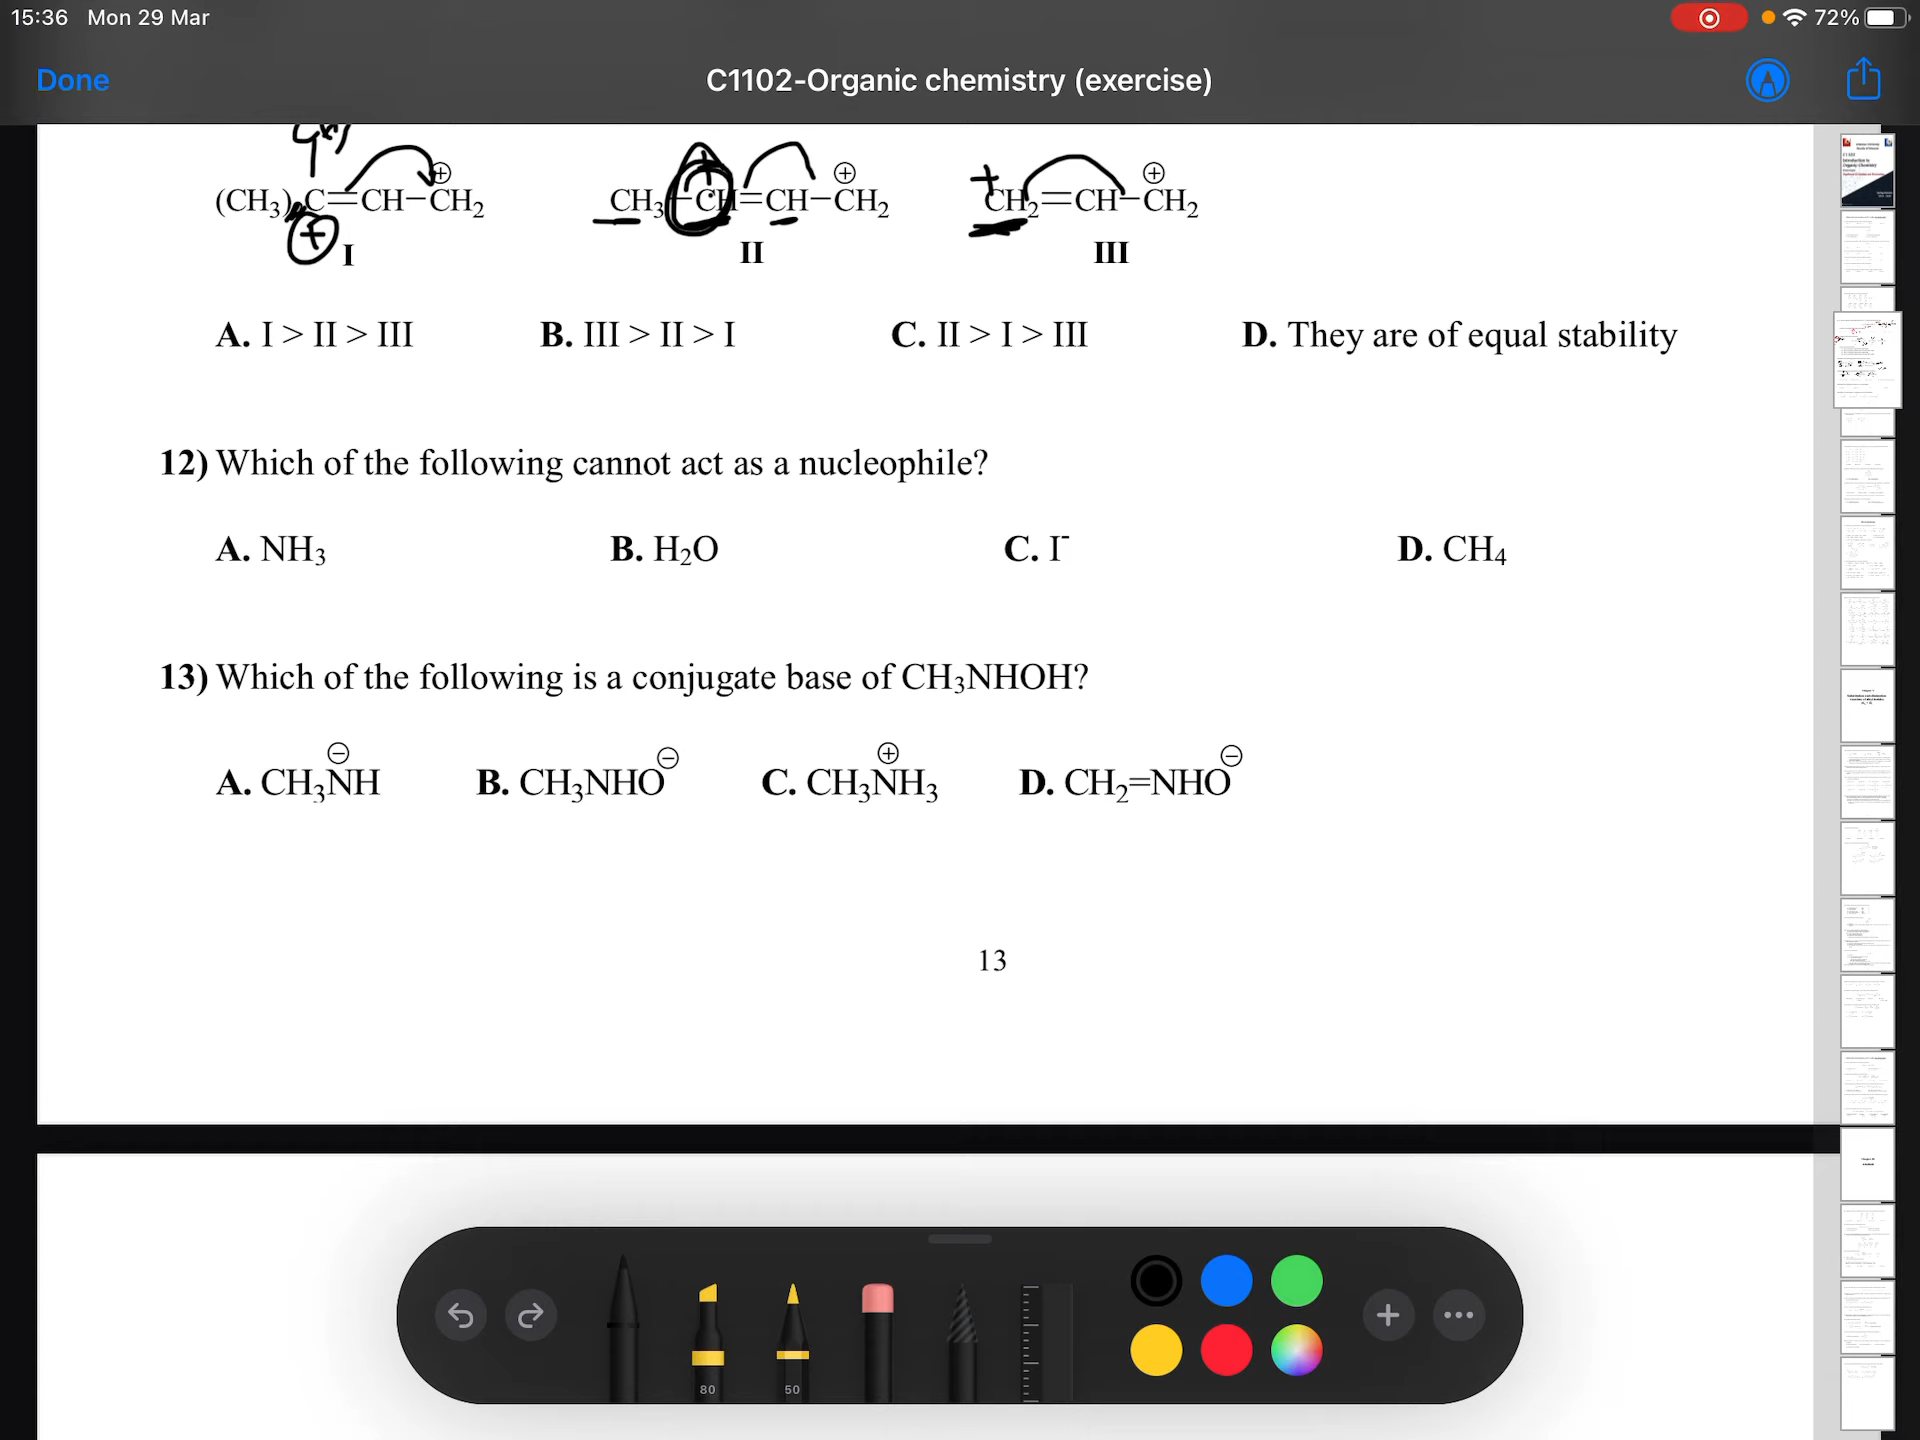 15:36 Mon 29 Mar 72%
Done C1102-Organic chemistry (exercise)
(CH₃)₂C=CH−CH₂ ⊕ CH₃−CH=CH−CH₂ ⊕ CH₂=CH−CH₂ ⊕
+ + +
I II III
A. I > II > III B. III > II > I C. II > I > III D. They are of equal stability
12) Which of the following cannot act as a nucleophile?
A. NH₃ B. H₂O C. I⁻ D. CH₄
13) Which of the following is a conjugate base of CH₃NHOH?
A. CH₃N⊖H B. CH₃NHO⊖ C. CH₃N⊕H₃ D. CH₂=NHO⊖
13
80 50